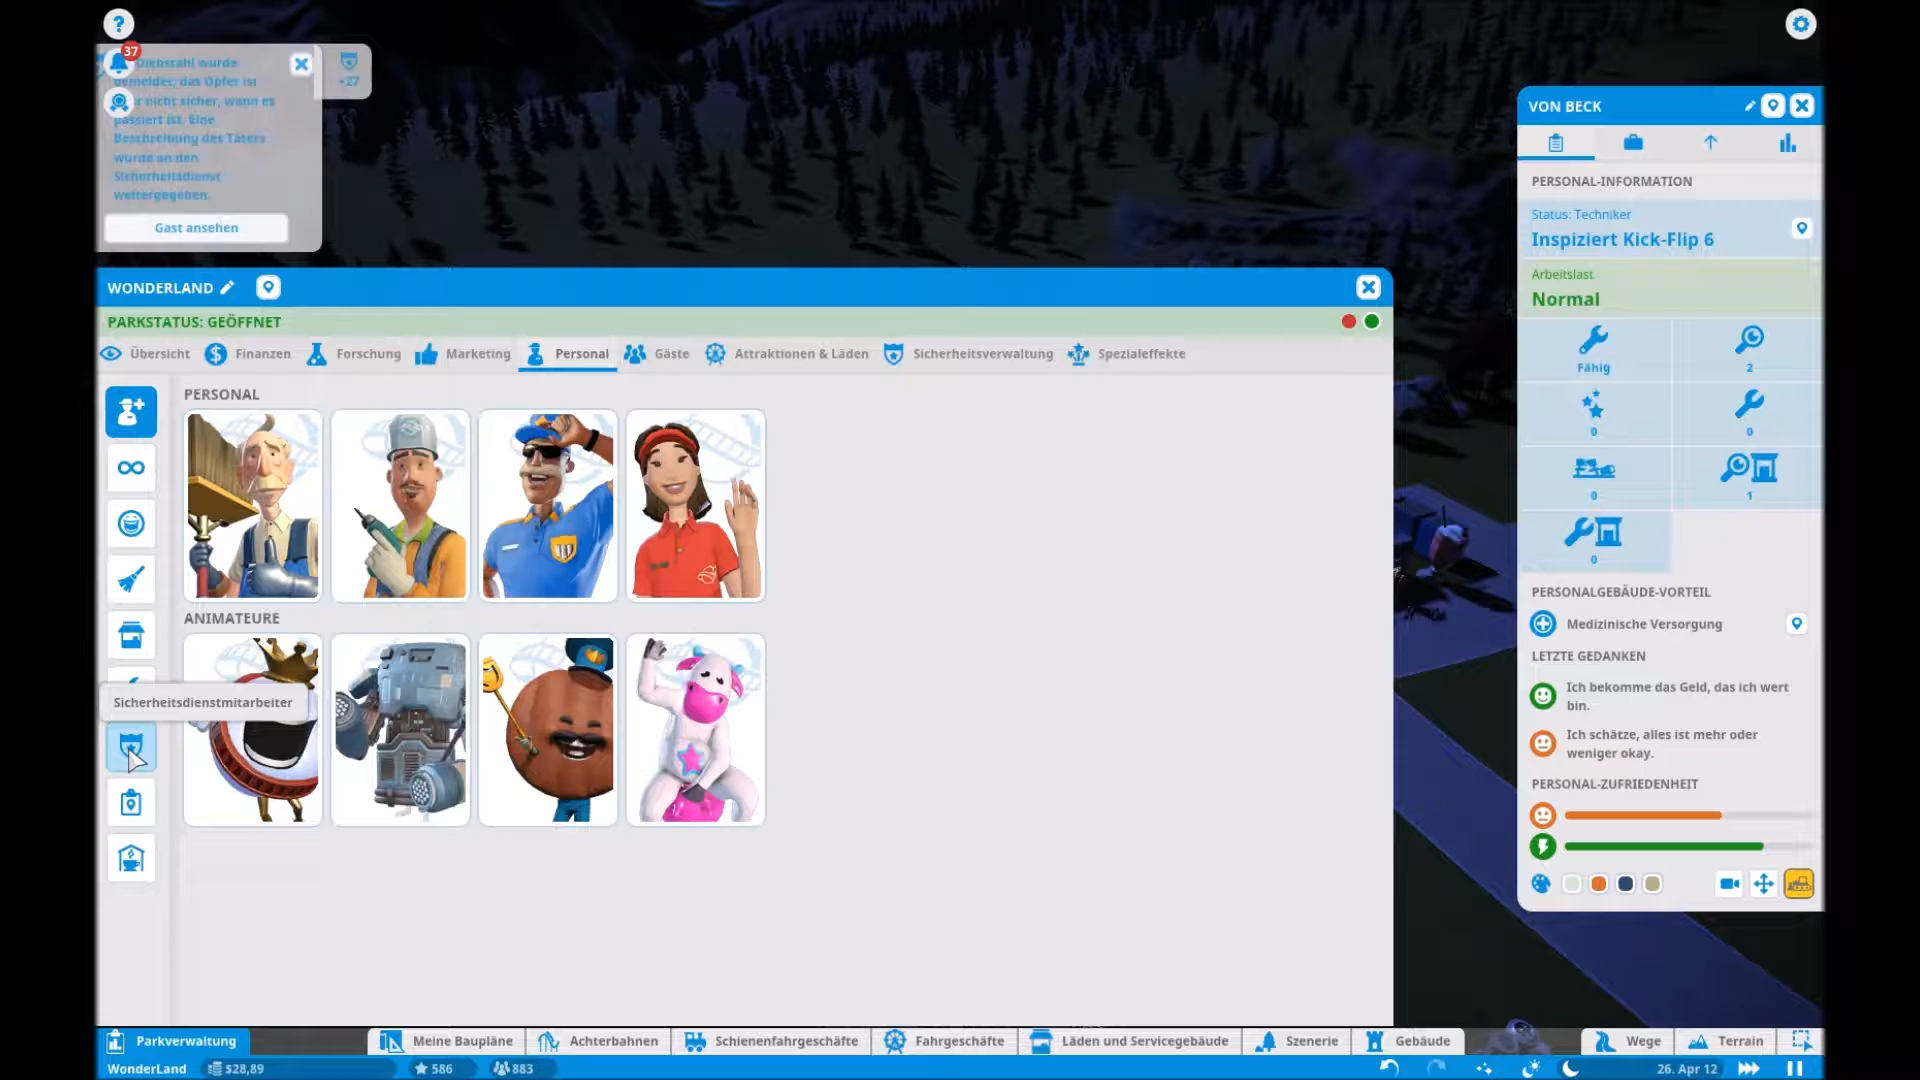 ?
37
Diebstahl wurde
gemeldet, das Opfer ist
nicht sicher, wann es
passiert ist. Eine
Beschreibung des Täters
wurde an den
Sicherheitsdienst
weitergegeben.
Gast ansehen
+27
WONDERLAND
PARKSTATUS: GEÖFFNET
Übersicht
Finanzen
Forschung
Marketing
Personal
Gäste
Attraktionen & Läden
Sicherheitsverwaltung
Spezialeffekte
PERSONAL
ANIMATEURE
Sicherheitsdienstmitarbeiter
VON BECK
PERSONAL-INFORMATION
Status: Techniker
Inspiziert Kick-Flip 6
Arbeitslast
Normal
Fähig
2
0
0
0
1
0
PERSONALGEBÄUDE-VORTEIL
Medizinische Versorgung
LETZTE GEDANKEN
Ich bekomme das Geld, das ich wert
bin.
Ich schätze, alles ist mehr oder
weniger okay.
PERSONAL-ZUFRIEDENHEIT
Parkverwaltung
Meine Baupläne
Achterbahnen
Schienenfahrgeschäfte
Fahrgeschäfte
Läden und Servicegebäude
Szenerie
Gebäude
Wege
Terrain
WonderLand
$28,89
586
883
26. Apr 12